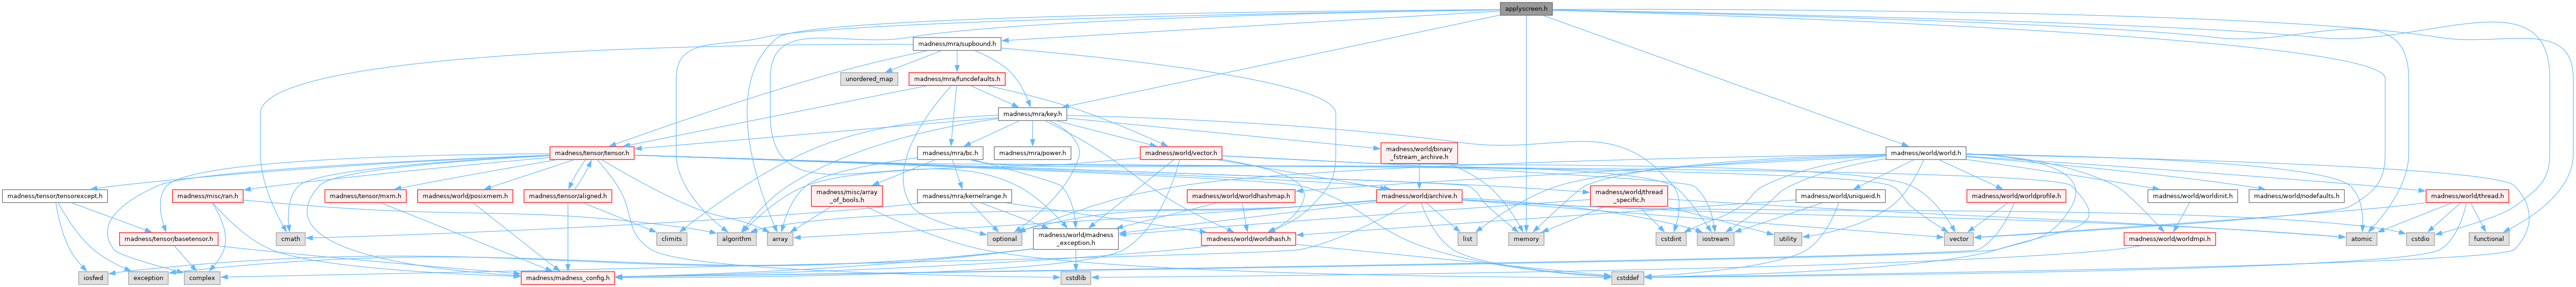 applyscreen.h
madness/mra/supbound.h
unordered_map
madness/mra/funcdefaults.h
madness/mra/key.h
madness/tensor/tensor.h
madness/mra/bc.h
madness/mra/power.h
madness/world/vector.h
madness/world/binary
_fstream_archive.h
madness/world/world.h
madness/tensor/tensorexcept.h
madness/misc/ran.h
madness/tensor/mxm.h
madness/world/posixmem.h
madness/tensor/aligned.h
madness/misc/array
_of_bools.h
madness/mra/kernelrange.h
madness/world/worldhashmap.h
madness/world/archive.h
madness/world/thread
_specific.h
madness/world/uniqueid.h
madness/world/worldprofile.h
madness/world/worldinit.h
madness/world/nodefaults.h
madness/world/thread.h
madness/tensor/basetensor.h
cmath
climits
algorithm
array
optional
madness/world/madness
_exception.h
madness/world/worldhash.h
list
memory
cstdint
iostream
utility
vector
madness/world/worldmpi.h
atomic
cstdio
functional
iosfwd
exception
complex
madness/madness_config.h
cstdlib
cstddef